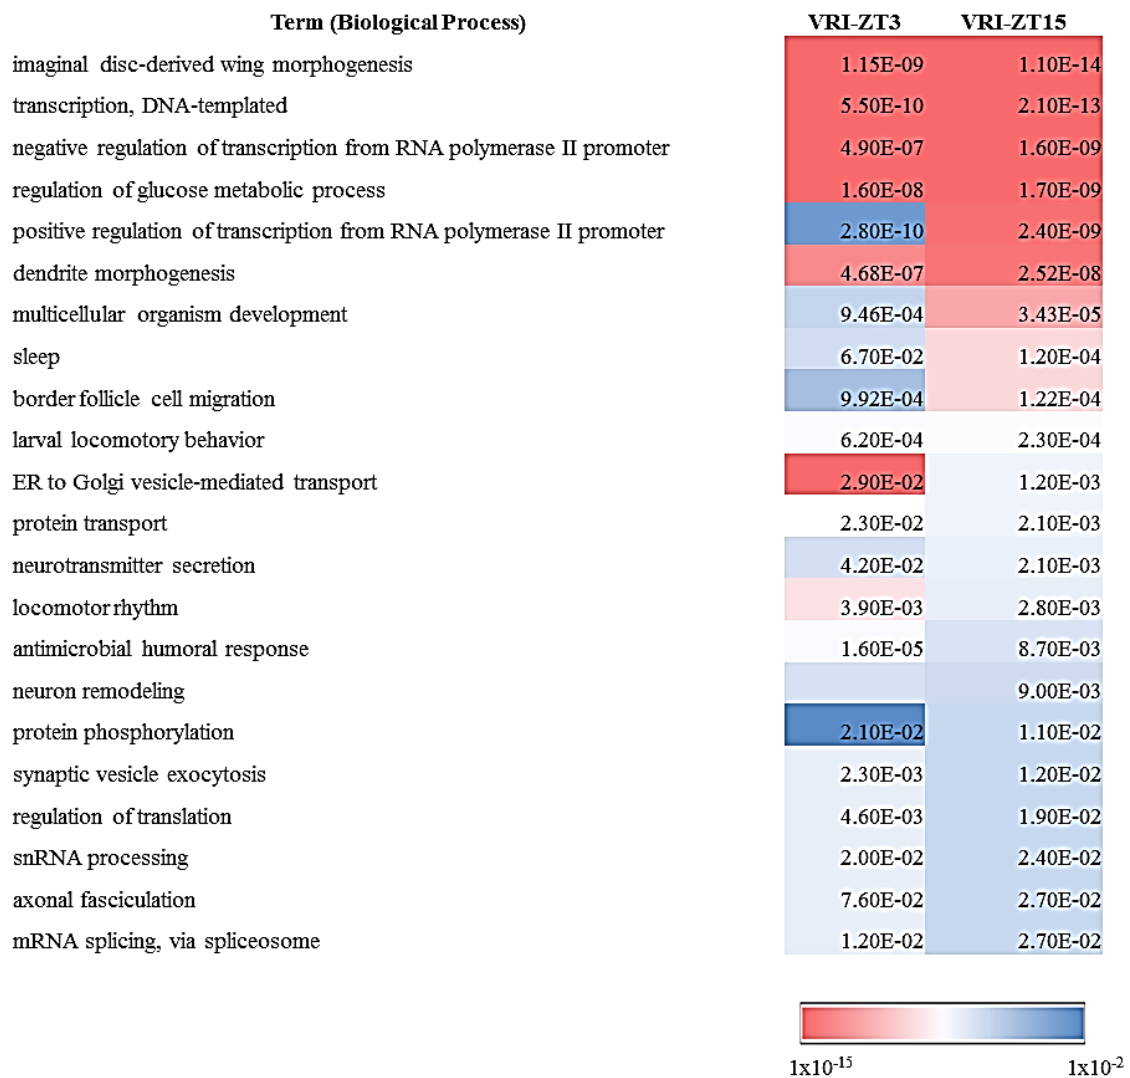 Term (Biological Process) VRI-ZT3 VRI-ZT15
imaginal disc-derived wing morphogenesis 1.15E-09 1.10E-14
transcription, DNA-templated 5.50E-10 2.10E-13
negative regulation of transcription from RNA polymerase II promoter 4.90E-07 1.60E-09
regulation of glucose metabolic process 1.60E-08 1.70E-09
positive regulation of transcription from RNA polymerase II promoter 2.80E-10 2.40E-09
dendrite morphogenesis 4.68E-07 2.52E-08
multicellular organism development 9.46E-04 3.43E-05
sleep 6.70E-02 1.20E-04
border follicle cell migration 9.92E-04 1.22E-04
larval locomotory behavior 6.20E-04 2.30E-04
ER to Golgi vesicle-mediated transport 2.90E-02 1.20E-03
protein transport 2.30E-02 2.10E-03
neurotransmitter secretion 4.20E-02 2.10E-03
locomotor rhythm 3.90E-03 2.80E-03
antimicrobial humoral response 1.60E-05 8.70E-03
neuron remodeling 9.00E-03
protein phosphorylation 2.10E-02 1.10E-02
synaptic vesicle exocytosis 2.30E-03 1.20E-02
regulation of translation 4.60E-03 1.90E-02
snRNA processing 2.00E-02 2.40E-02
axonal fasciculation 7.60E-02 2.70E-02
mRNA splicing, via spliceosome 1.20E-02 2.70E-02
1x10⁻¹⁵ 1x10⁻²